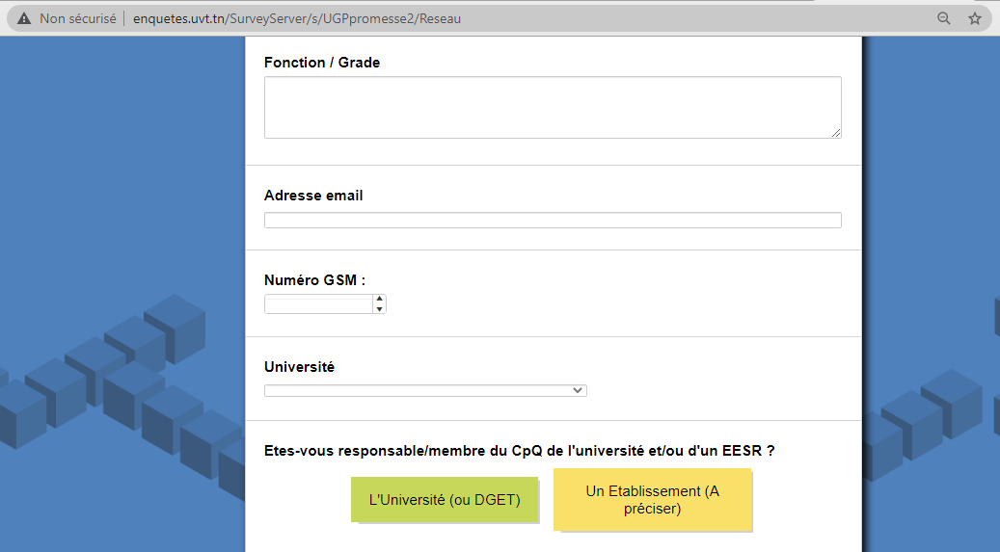 Non sécurisé | enquetes.uvt.tn/SurveyServer/s/UGPpromesse2/Reseau
Fonction / Grade
Adresse email
Numéro GSM :
Université
Etes-vous responsable/membre du CpQ de l'université et/ou d'un EESR ?
L'Université (ou DGET)
Un Etablissement (A
préciser)